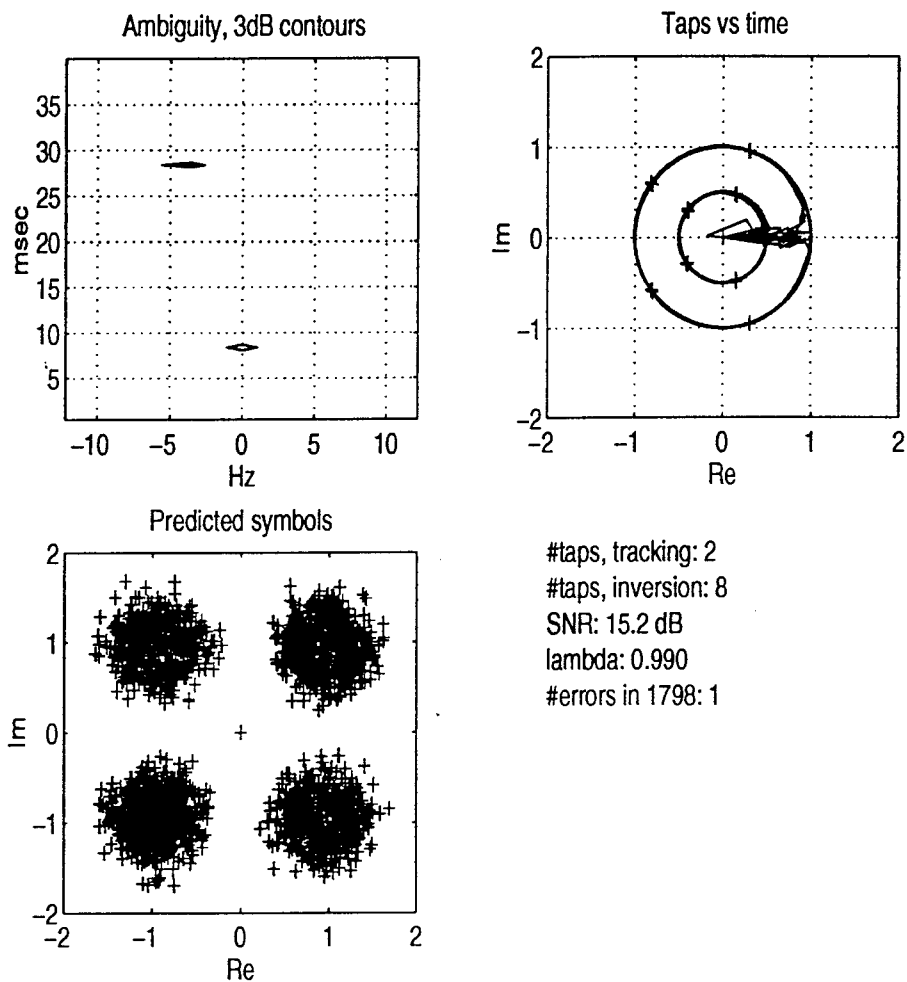 Ambiguity, 3dB contours
35
30
25
20
15
10
5
msec
−10 −5 0 5 10
Hz
Taps vs time
2
1
0
−1
−2
Im
−2 −1 0 1 2
Re
Predicted symbols
2
1
0
−1
−2
Im
−2 −1 0 1 2
Re
#taps, tracking: 2
#taps, inversion: 8
SNR: 15.2 dB
lambda: 0.990
#errors in 1798: 1